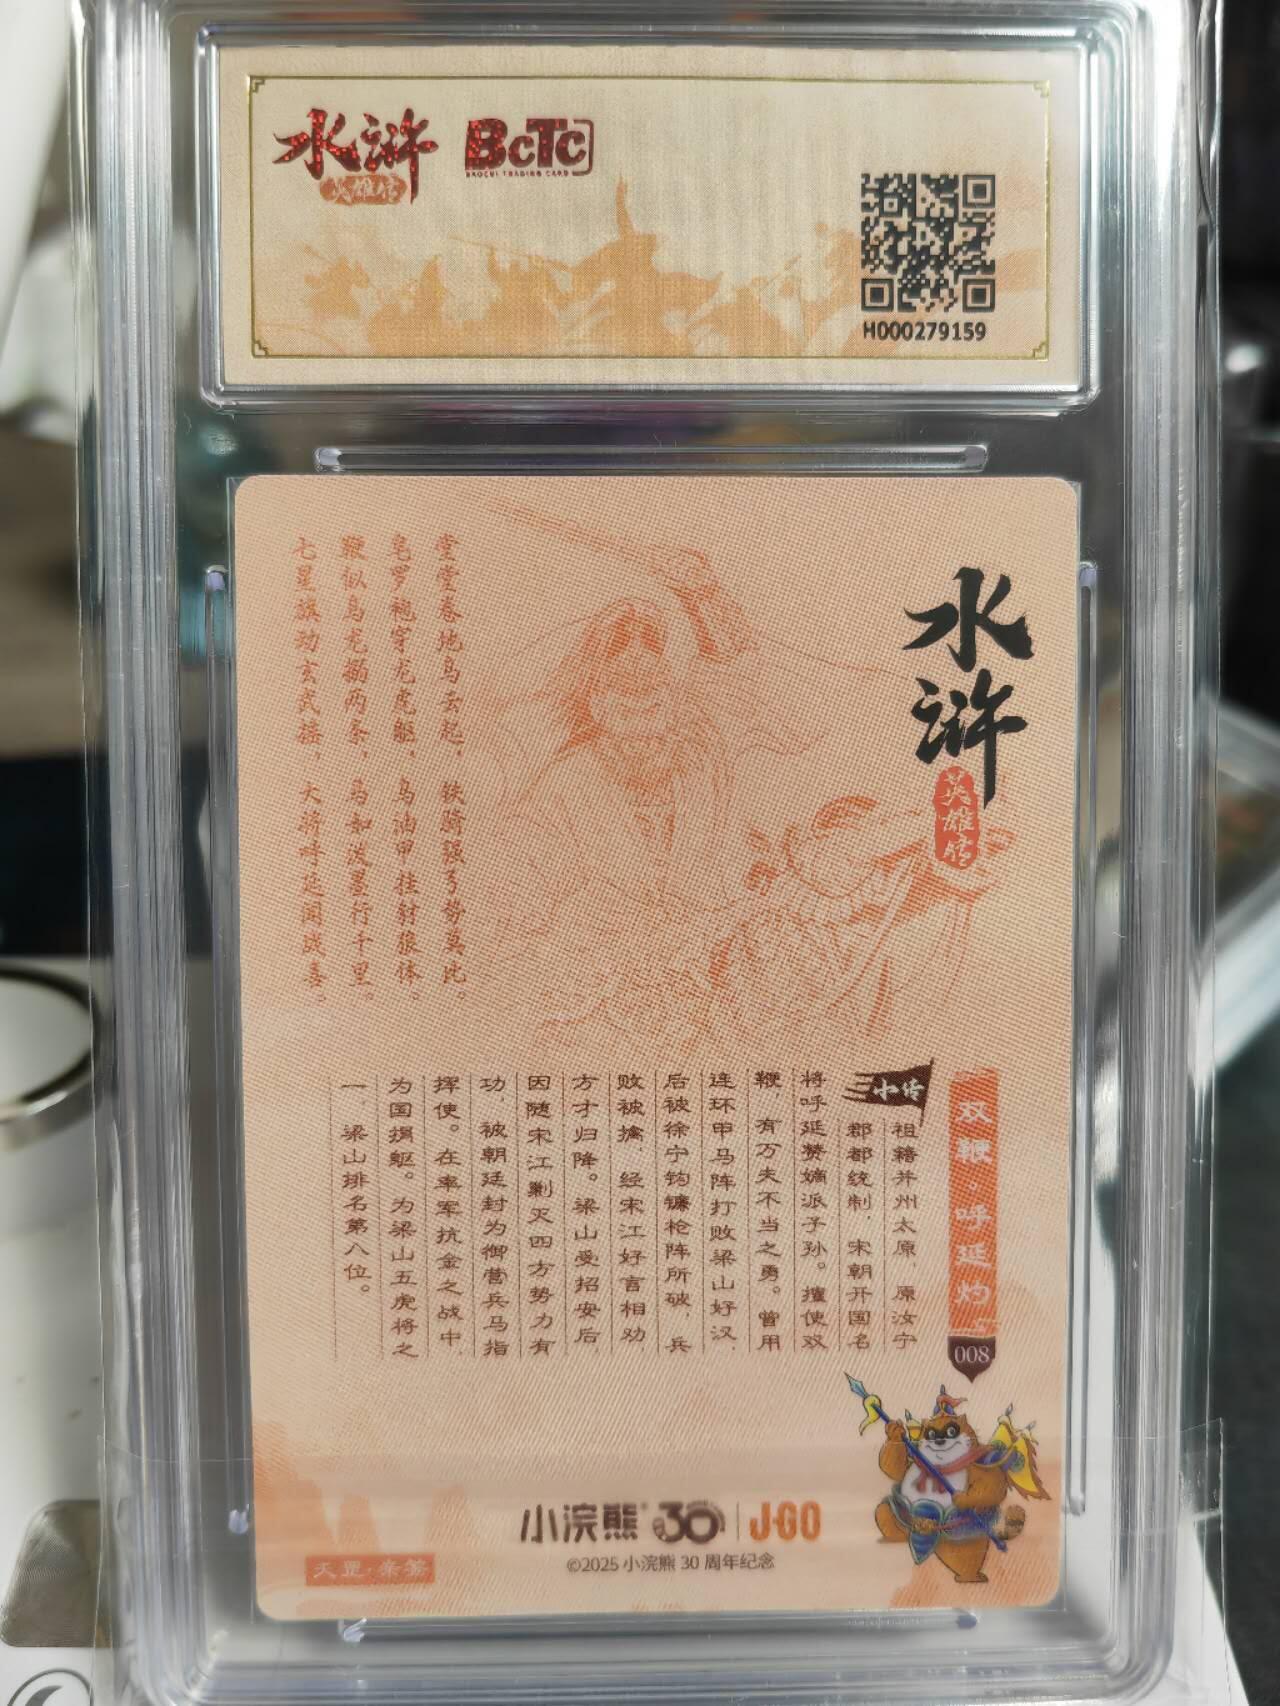 水浒
英雄传
BCTC
BAOCUI TRADING CARD
H000279159
水浒
英雄传
堂堂卷地乌云起，铁骑强弓势莫比。
皂罗袍穿龙虎躯，乌油甲挂豺狼体。
鞭似乌龙搦两条，马如泼墨行千里。
七星旗动玄武摇，大将呼延闻战喜。
双鞭·呼延灼
008
小传
祖籍并州太原，原汝宁
郡都统制，宋朝开国名
将呼延赞嫡派子孙。擅使双
鞭，有万夫不当之勇。曾用
连环甲马阵打败梁山好汉，
后被徐宁钩镰枪阵所破，兵
败被擒，经宋江好言相劝，
方才归降。梁山受招安后，
因随宋江剿灭四方势力有
功，被朝廷封为御营兵马指
挥使。在率军抗金之战中，
为国捐躯。为梁山五虎将之
一，梁山排名第八位。
小浣熊 30 J·GO
©2025 小浣熊 30 周年纪念
天罡·亲签